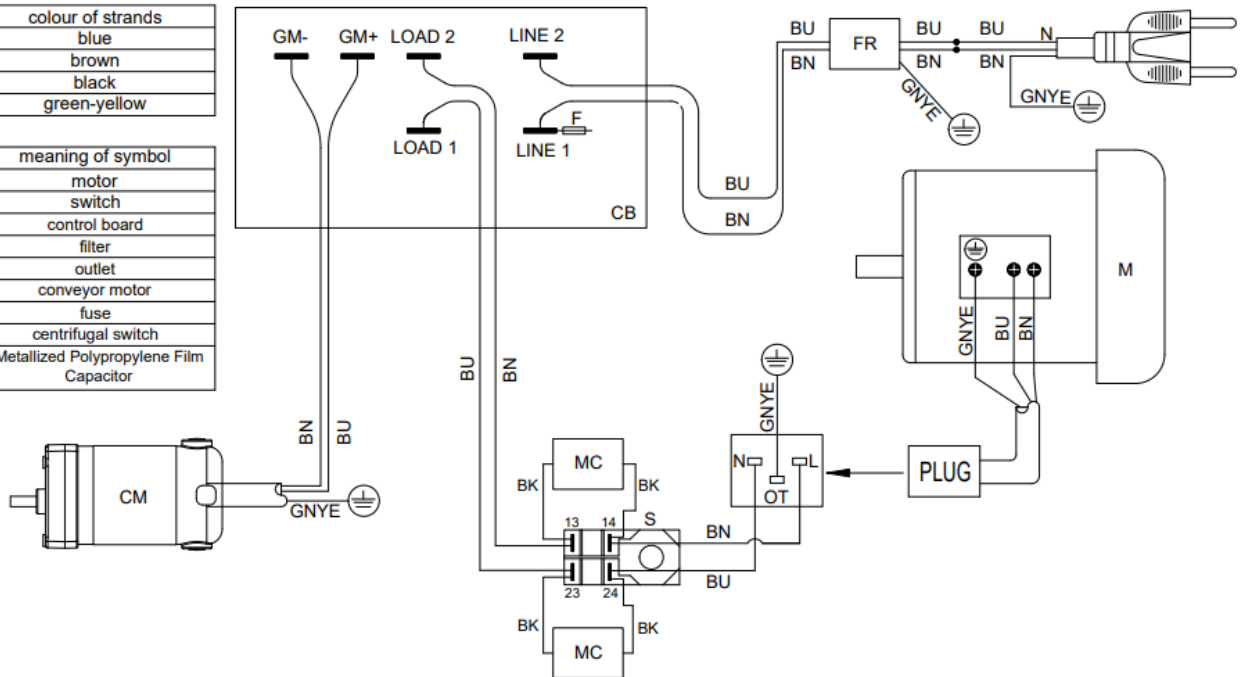 colour of strands
blue
brown
black
green-yellow
meaning of symbol
motor
switch
control board
filter
outlet
conveyor motor
fuse
centrifugal switch
Metallized Polypropylene Film
Capacitor
GM- GM+ LOAD 2 LINE 2
LOAD 1 F
LINE 1
CB
BU
BN
BU
BN
FR
BU BU N
BN BN
GNYE
GNYE
M
GNYE
BU
BN
BU
BN
BN
BU
CM
GNYE
GNYE
N L
OT
PLUG
MC
BK BK
13 14 S
BN
BU
23 24
BK BK
MC